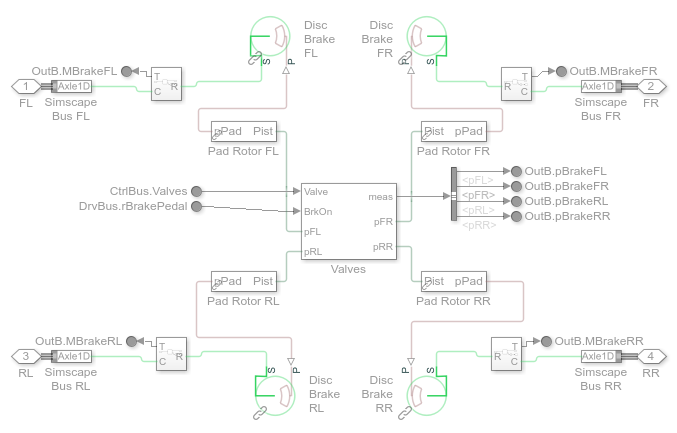 Disc
Brake
FL
S
P
Disc
Brake
FR
P
S
OutB.MBrakeFL
T
C
R
1
Axle1D
FL
Simscape
Bus FL
OutB.MBrakeFR
T
R
C
Axle1D
2
Simscape
Bus FR
FR
pPad Pist
Pad Rotor FL
Pist pPad
Pad Rotor FR
CtrlBus.Valves
DrvBus.rBrakePedal
Valve
BrkOn
pFL
pRL
meas
pFR
pRR
Valves
<pFL>
<pFR>
<pRL>
<pRR>
OutB.pBrakeFL
OutB.pBrakeFR
OutB.pBrakeRL
OutB.pBrakeRR
pPad Pist
Pad Rotor RL
Pist pPad
Pad Rotor RR
OutB.MBrakeRL
T
C
R
3
Axle1D
RL
Simscape
Bus RL
OutB.MBrakeRR
T
R
C
Axle1D
4
Simscape
Bus RR
RR
S
P
Disc
Brake
RL
P
S
Disc
Brake
RR